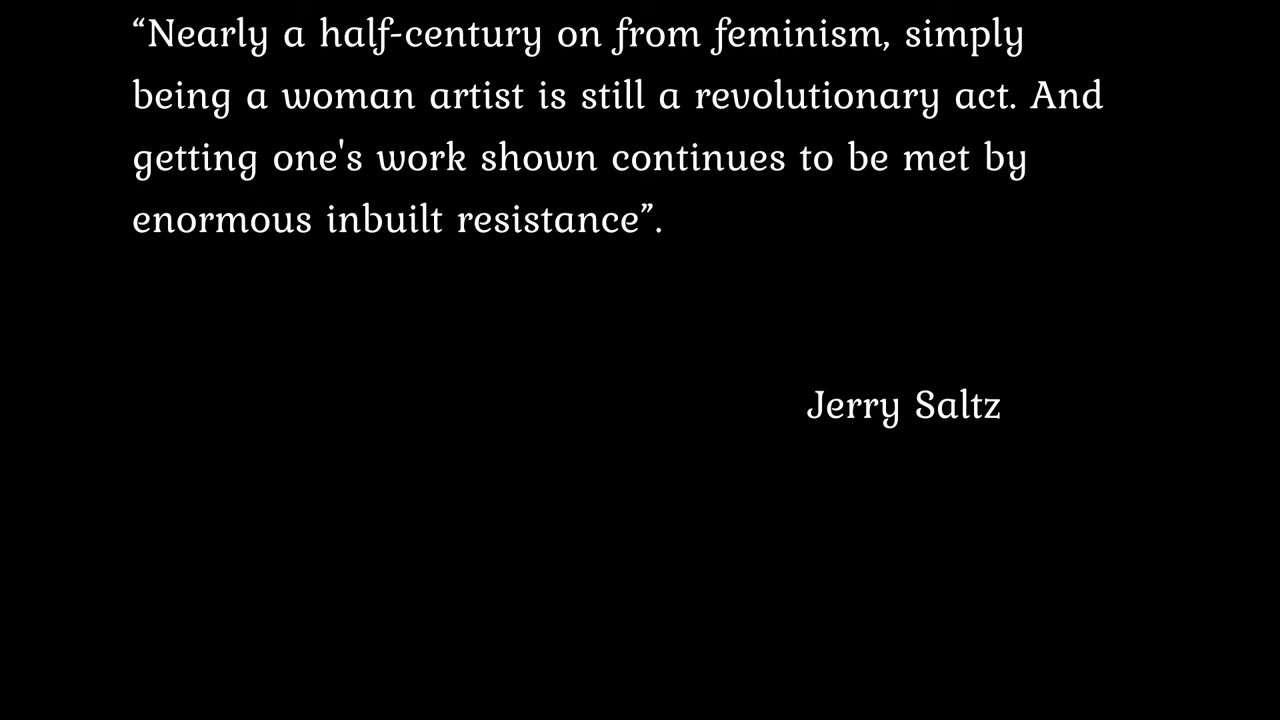 “Nearly a half-century on from feminism, simply
being a woman artist is still a revolutionary act. And
getting one's work shown continues to be met by
enormous inbuilt resistance”.
Jerry Saltz